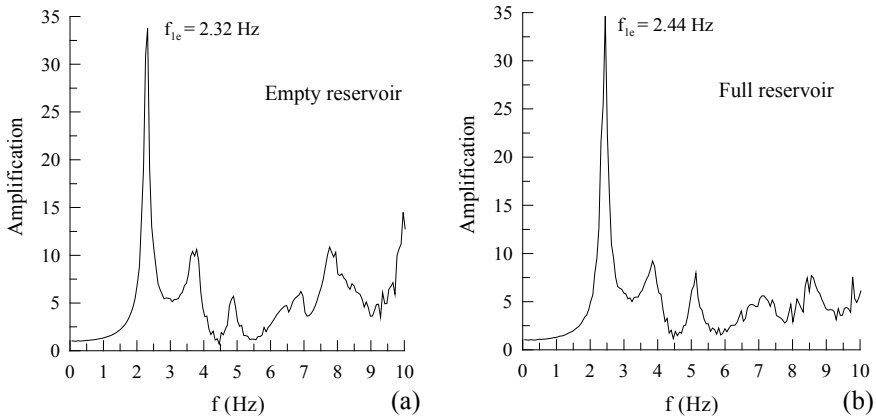 f1e = 2.32 Hz
Empty reservoir
Amplification
35
30
25
20
15
10
5
0
0 1 2 3 4 5 6 7 8 9 10
f (Hz)
(a)
f1e = 2.44 Hz
Full reservoir
Amplification
35
30
25
20
15
10
5
0
0 1 2 3 4 5 6 7 8 9 10
f (Hz)
(b)